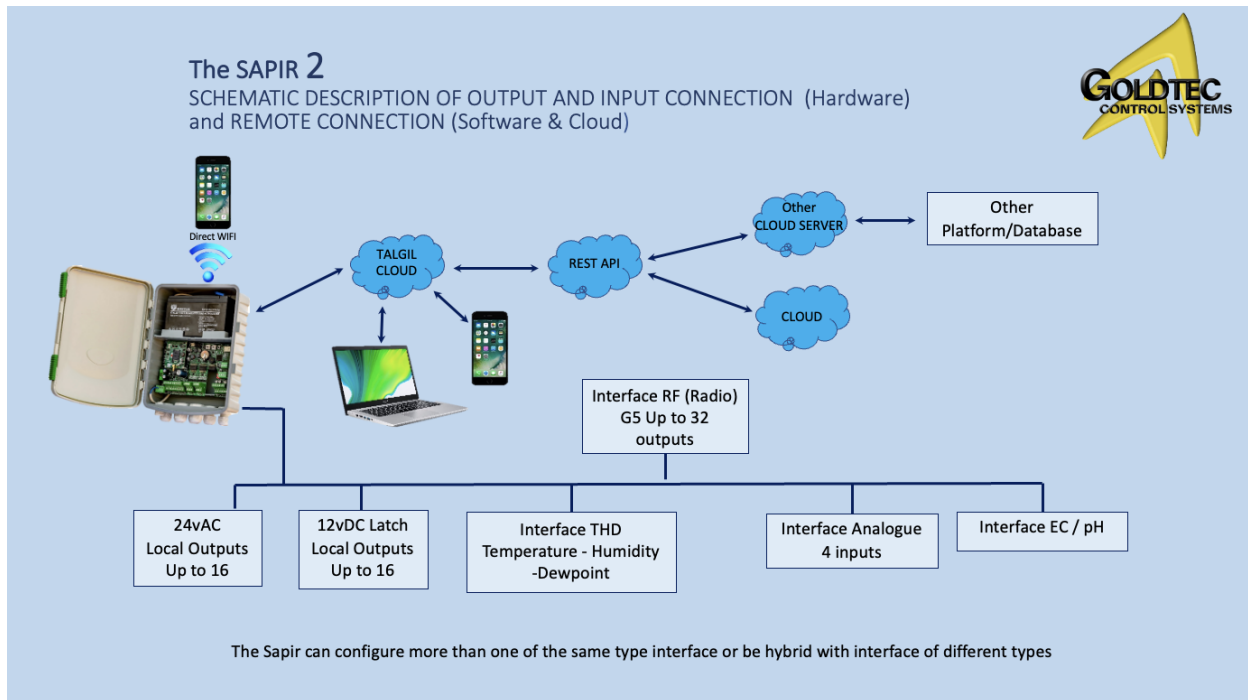 The SAPIR 2
SCHEMATIC DESCRIPTION OF OUTPUT AND INPUT CONNECTION (Hardware)
and REMOTE CONNECTION (Software & Cloud)
GOLDTEC
CONTROL SYSTEMS
Direct WIFI
TALGIL
CLOUD
REST API
Other
CLOUD SERVER
Other
Platform/Database
CLOUD
Interface RF (Radio)
G5 Up to 32
outputs
24vAC
Local Outputs
Up to 16
12vDC Latch
Local Outputs
Up to 16
Interface THD
Temperature - Humidity
-Dewpoint
Interface Analogue
4 inputs
Interface EC / pH
The Sapir can configure more than one of the same type interface or be hybrid with interface of different types